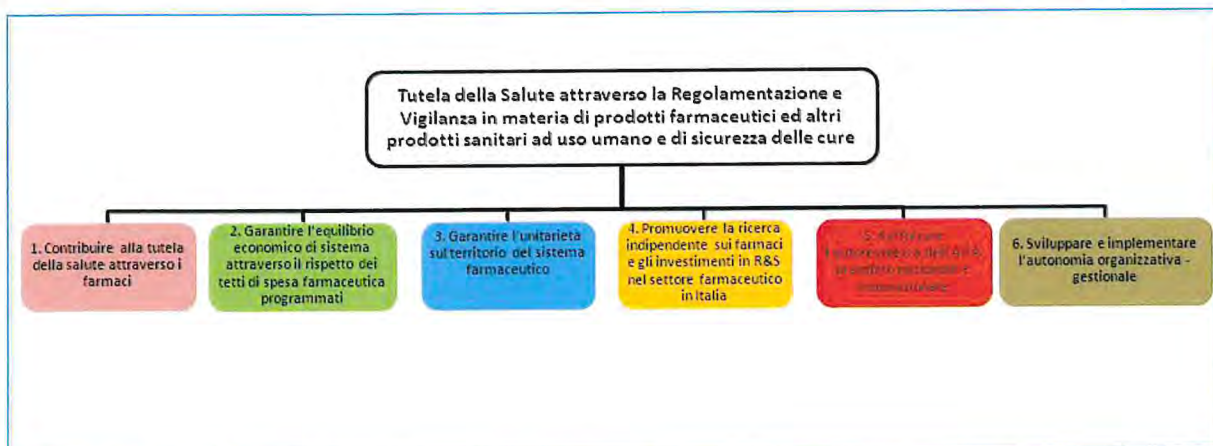 Tutela della Salute attraverso la Regolamentazione e
Vigilanza in materia di prodotti farmaceutici ed altri
prodotti sanitari ad uso umano e di sicurezza delle cure
1. Contribuire alla tutela
della salute attraverso i
farmaci
2. Garantire l'equilibrio
economico di sistema
attraverso il rispetto dei
tetti di spesa farmaceutica
programmati
3. Garantire l'unitarietà
sul territorio del sistema
farmaceutico
4. Promuovere la ricerca
indipendente sui farmaci
e gli investimenti in R&S
nel settore farmaceutico
in Italia
5.
6. Sviluppare e implementare
l'autonomia organizzativa -
gestionale